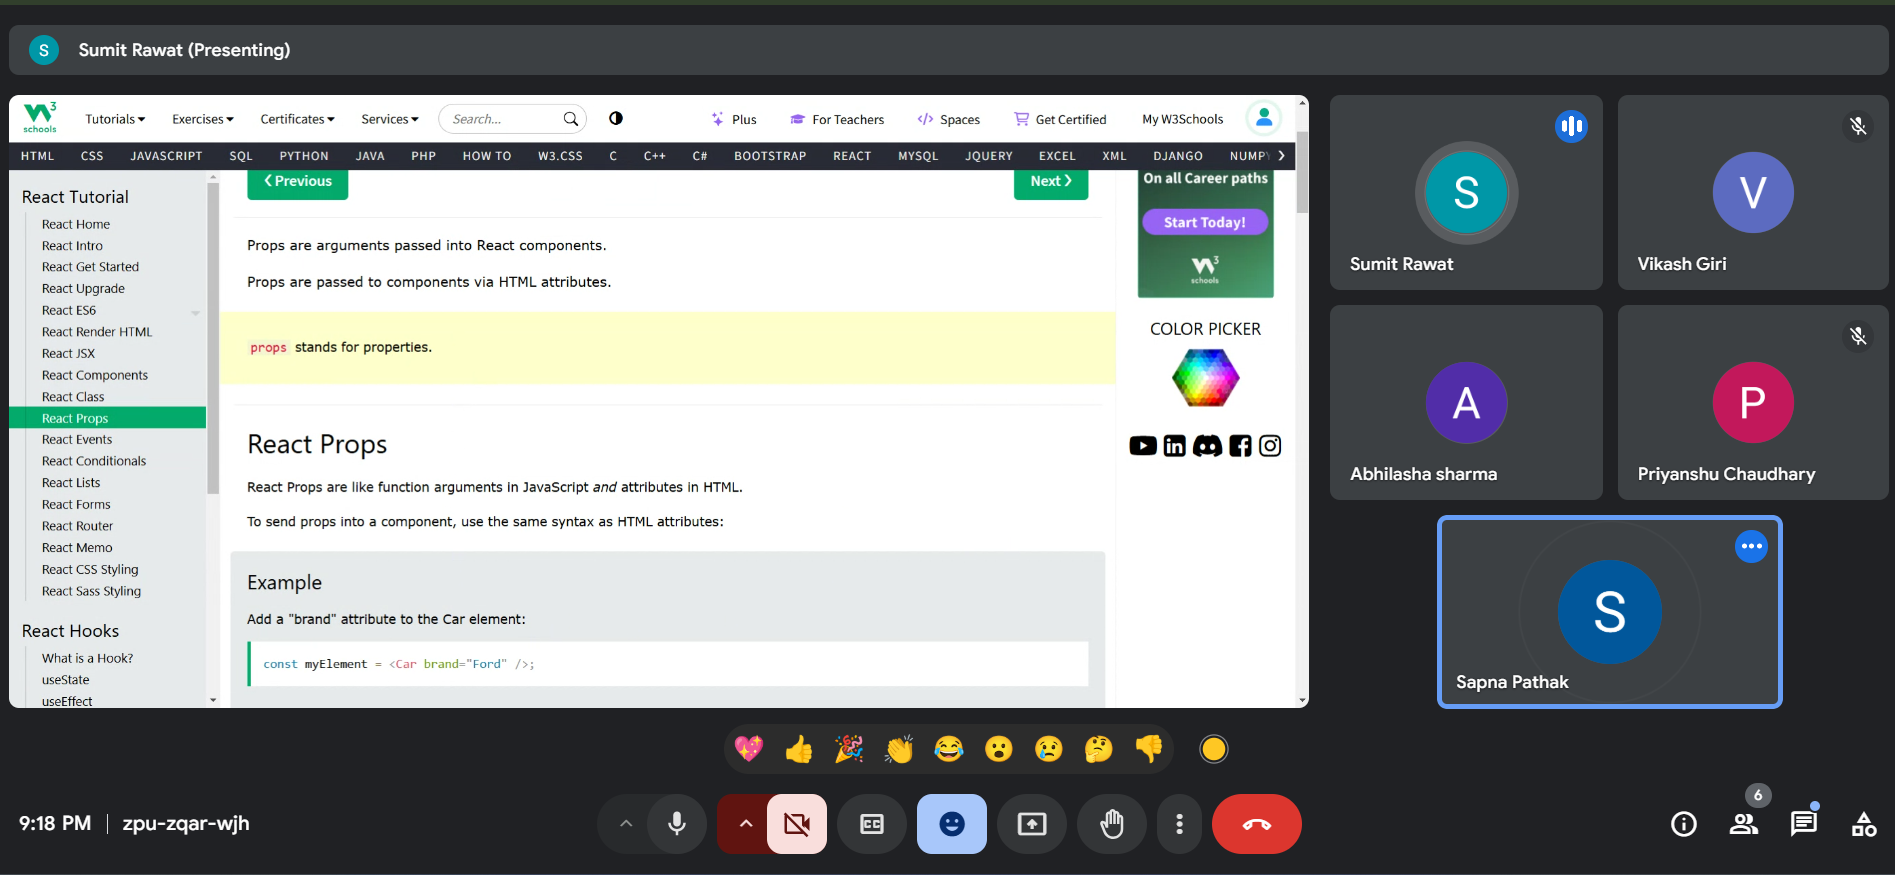 S Sumit Rawat (Presenting)
W3 schools Tutorials Exercises Certificates Services Search... Plus For Teachers Spaces Get Certified My W3Schools
HTML CSS JAVASCRIPT SQL PYTHON JAVA PHP HOW TO W3.CSS C C++ C# BOOTSTRAP REACT MYSQL JQUERY EXCEL XML DJANGO NUMPY
React Tutorial
React Home
React Intro
React Get Started
React Upgrade
React ES6
React Render HTML
React JSX
React Components
React Class
React Props
React Events
React Conditionals
React Lists
React Forms
React Router
React Memo
React CSS Styling
React Sass Styling
React Hooks
What is a Hook?
useState
useEffect
❮ Previous
Next ❯
Props are arguments passed into React components.
Props are passed to components via HTML attributes.
props stands for properties.
React Props
React Props are like function arguments in JavaScript and attributes in HTML.
To send props into a component, use the same syntax as HTML attributes:
Example
Add a "brand" attribute to the Car element:
const myElement = <Car brand="Ford" />;
On all Career paths
Start Today!
W3 schools
COLOR PICKER
in
S
Sumit Rawat
V
Vikash Giri
A
Abhilasha sharma
P
Priyanshu Chaudhary
S
Sapna Pathak
9:18 PM | zpu-zqar-wjh
CC
6